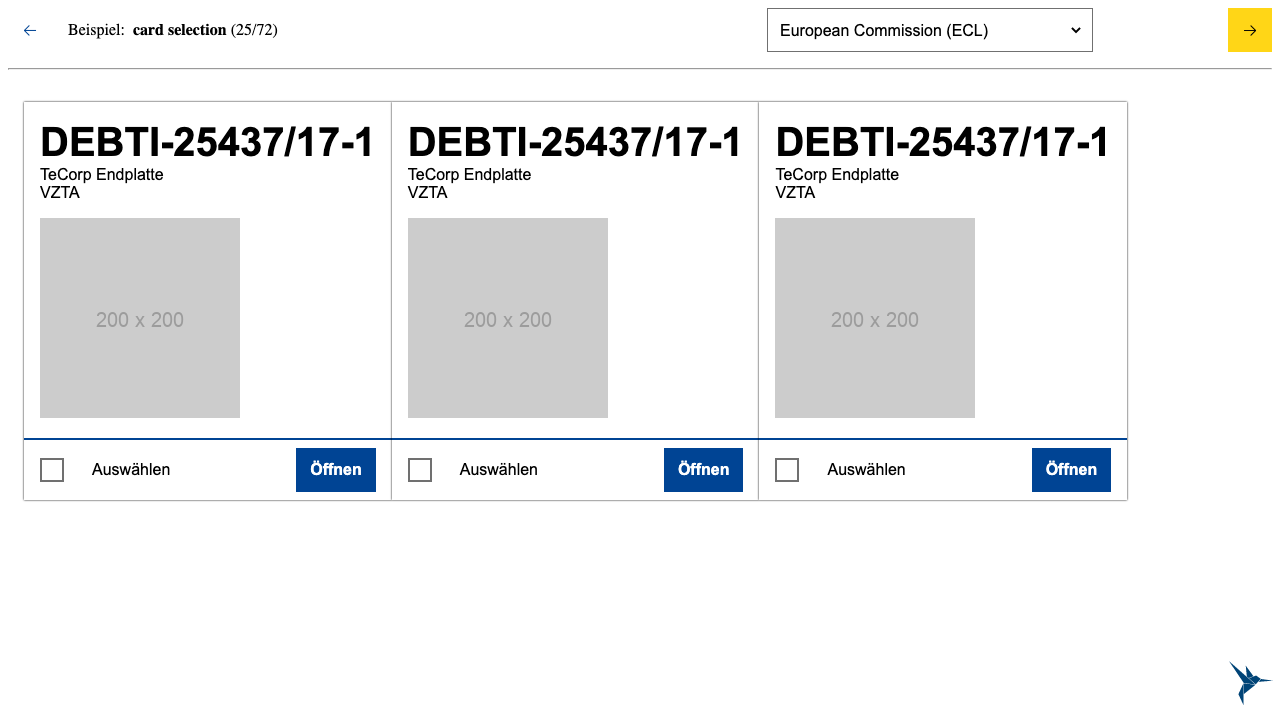 Beispiel: card selection (25/72)
European Commission (ECL)
DEBTI-25437/17-1
TeCorp Endplatte
VZTA
200 x 200
Auswählen
Öffnen
DEBTI-25437/17-1
TeCorp Endplatte
VZTA
200 x 200
Auswählen
Öffnen
DEBTI-25437/17-1
TeCorp Endplatte
VZTA
200 x 200
Auswählen
Öffnen